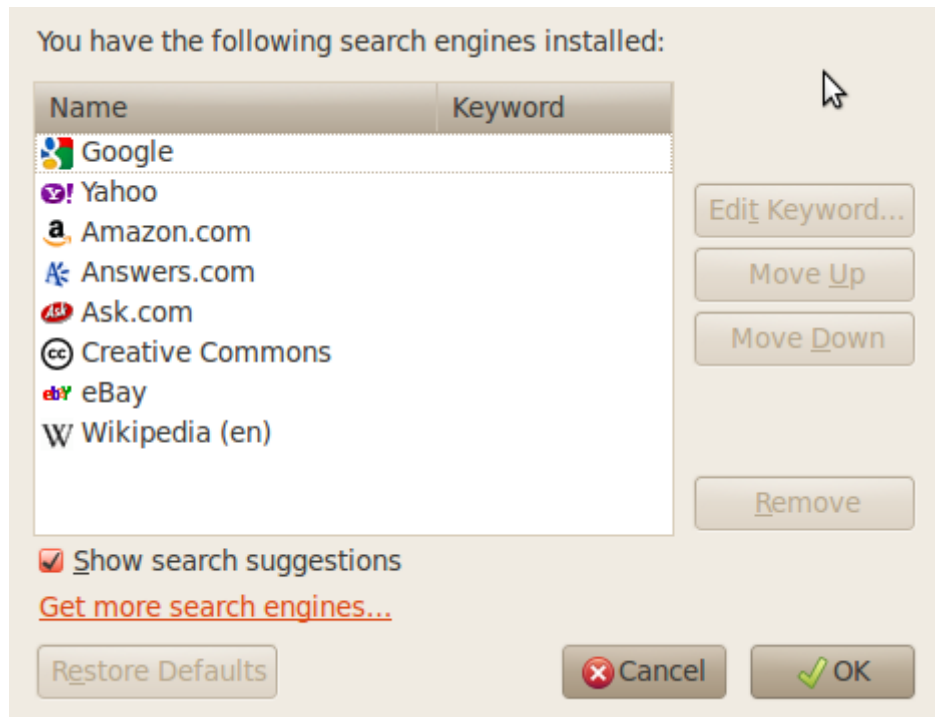 You have the following search engines installed:
Name Keyword
Google
Yahoo
Amazon.com
Answers.com
Ask.com
Creative Commons
eBay
Wikipedia (en)
Edit Keyword...
Move Up
Move Down
Remove
Show search suggestions
Get more search engines...
Restore Defaults Cancel OK